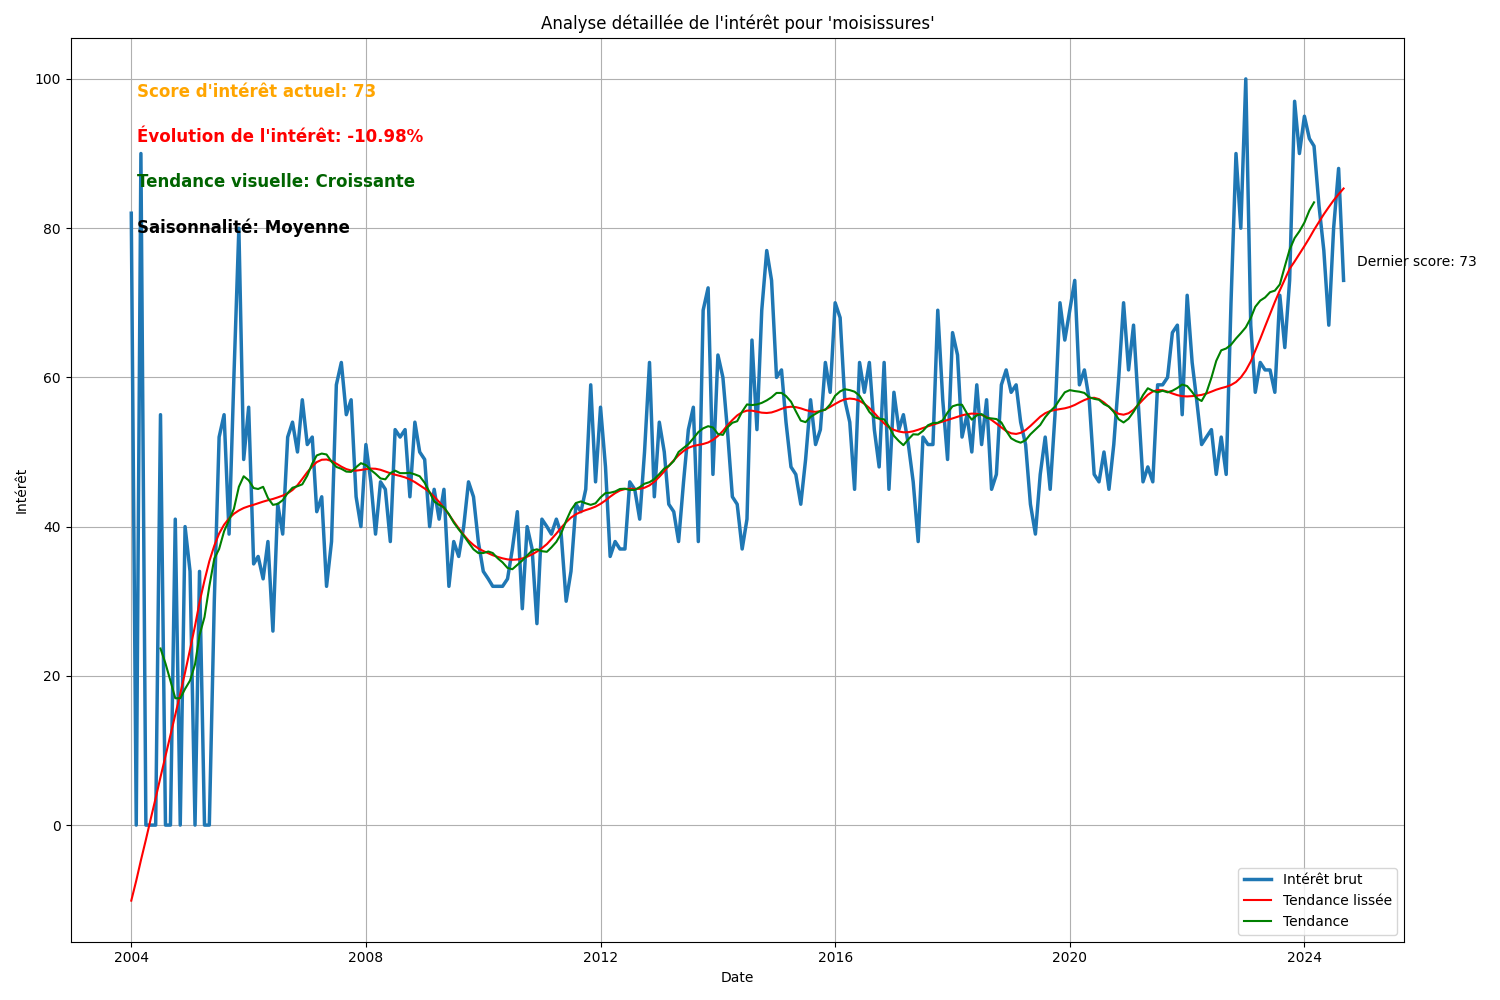 Analyse détaillée de l'intérêt pour 'moisissures'
100
80
60
40
20
0
Intérêt
Score d'intérêt actuel: 73
Évolution de l'intérêt: -10.98%
Tendance visuelle: Croissante
Saisonnalité: Moyenne
Dernier score: 73
Intérêt brut
Tendance lissée
Tendance
2004
2008
2012
2016
2020
2024
Date